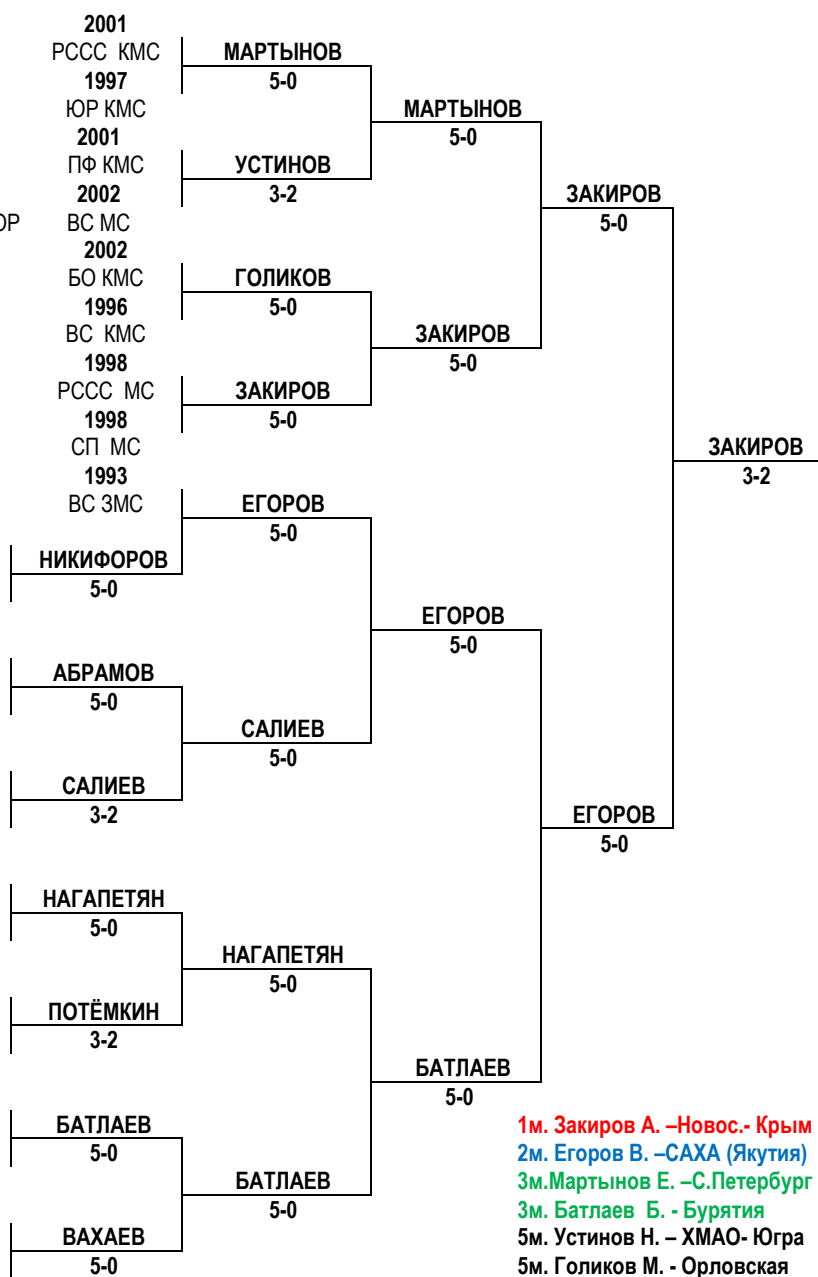 2001
РССС КМС
МАРТЫНОВ
1997
5-0
ЮР КМС
МАРТЫНОВ
2001
5-0
ПФ КМС
УСТИНОВ
2002
3-2
ЗАКИРОВ
ОР ВС МС
5-0
2002
БО КМС
ГОЛИКОВ
1996
5-0
ВС КМС
ЗАКИРОВ
1998
5-0
РССС МС
ЗАКИРОВ
1998
5-0
СП МС
ЗАКИРОВ
1993
3-2
ВС ЗМС
ЕГОРОВ
5-0
НИКИФОРОВ
5-0
ЕГОРОВ
5-0
АБРАМОВ
5-0
САЛИЕВ
5-0
САЛИЕВ
3-2
ЕГОРОВ
5-0
НАГАПЕТЯН
5-0
НАГАПЕТЯН
5-0
ПОТЁМКИН
3-2
БАТЛАЕВ
5-0
БАТЛАЕВ
5-0
БАТЛАЕВ
5-0
ВАХАЕВ
5-0
1м. Закиров А. –Новос.- Крым
2м. Егоров В. –САХА (Якутия)
3м.Мартынов Е. –С.Петербург
3м. Батлаев Б. - Бурятия
5м. Устинов Н. – ХМАО- Югра
5м. Голиков М. - Орловская